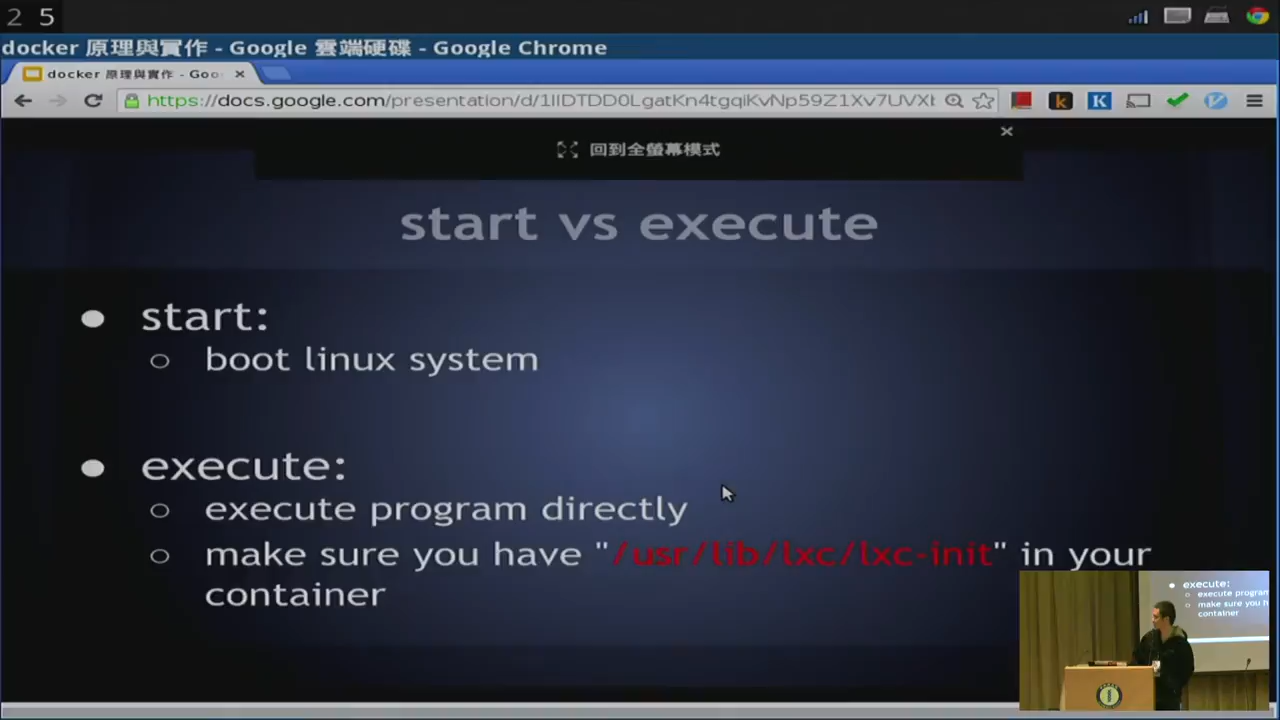 2 5
docker 原理與實作 - Google 雲端硬碟 - Google Chrome
docker 原理與實作 - Goo
https://docs.google.com/presentation/d/1IIDTDD0LgatKn4tgqiKvNp59Z1Xv7UVXI
回到全螢幕模式
start vs execute
● start:
○ boot linux system
● execute:
○ execute program directly
○ make sure you have "/usr/lib/lxc/lxc-init" in your
container
execute:
execute program
make sure you h
container